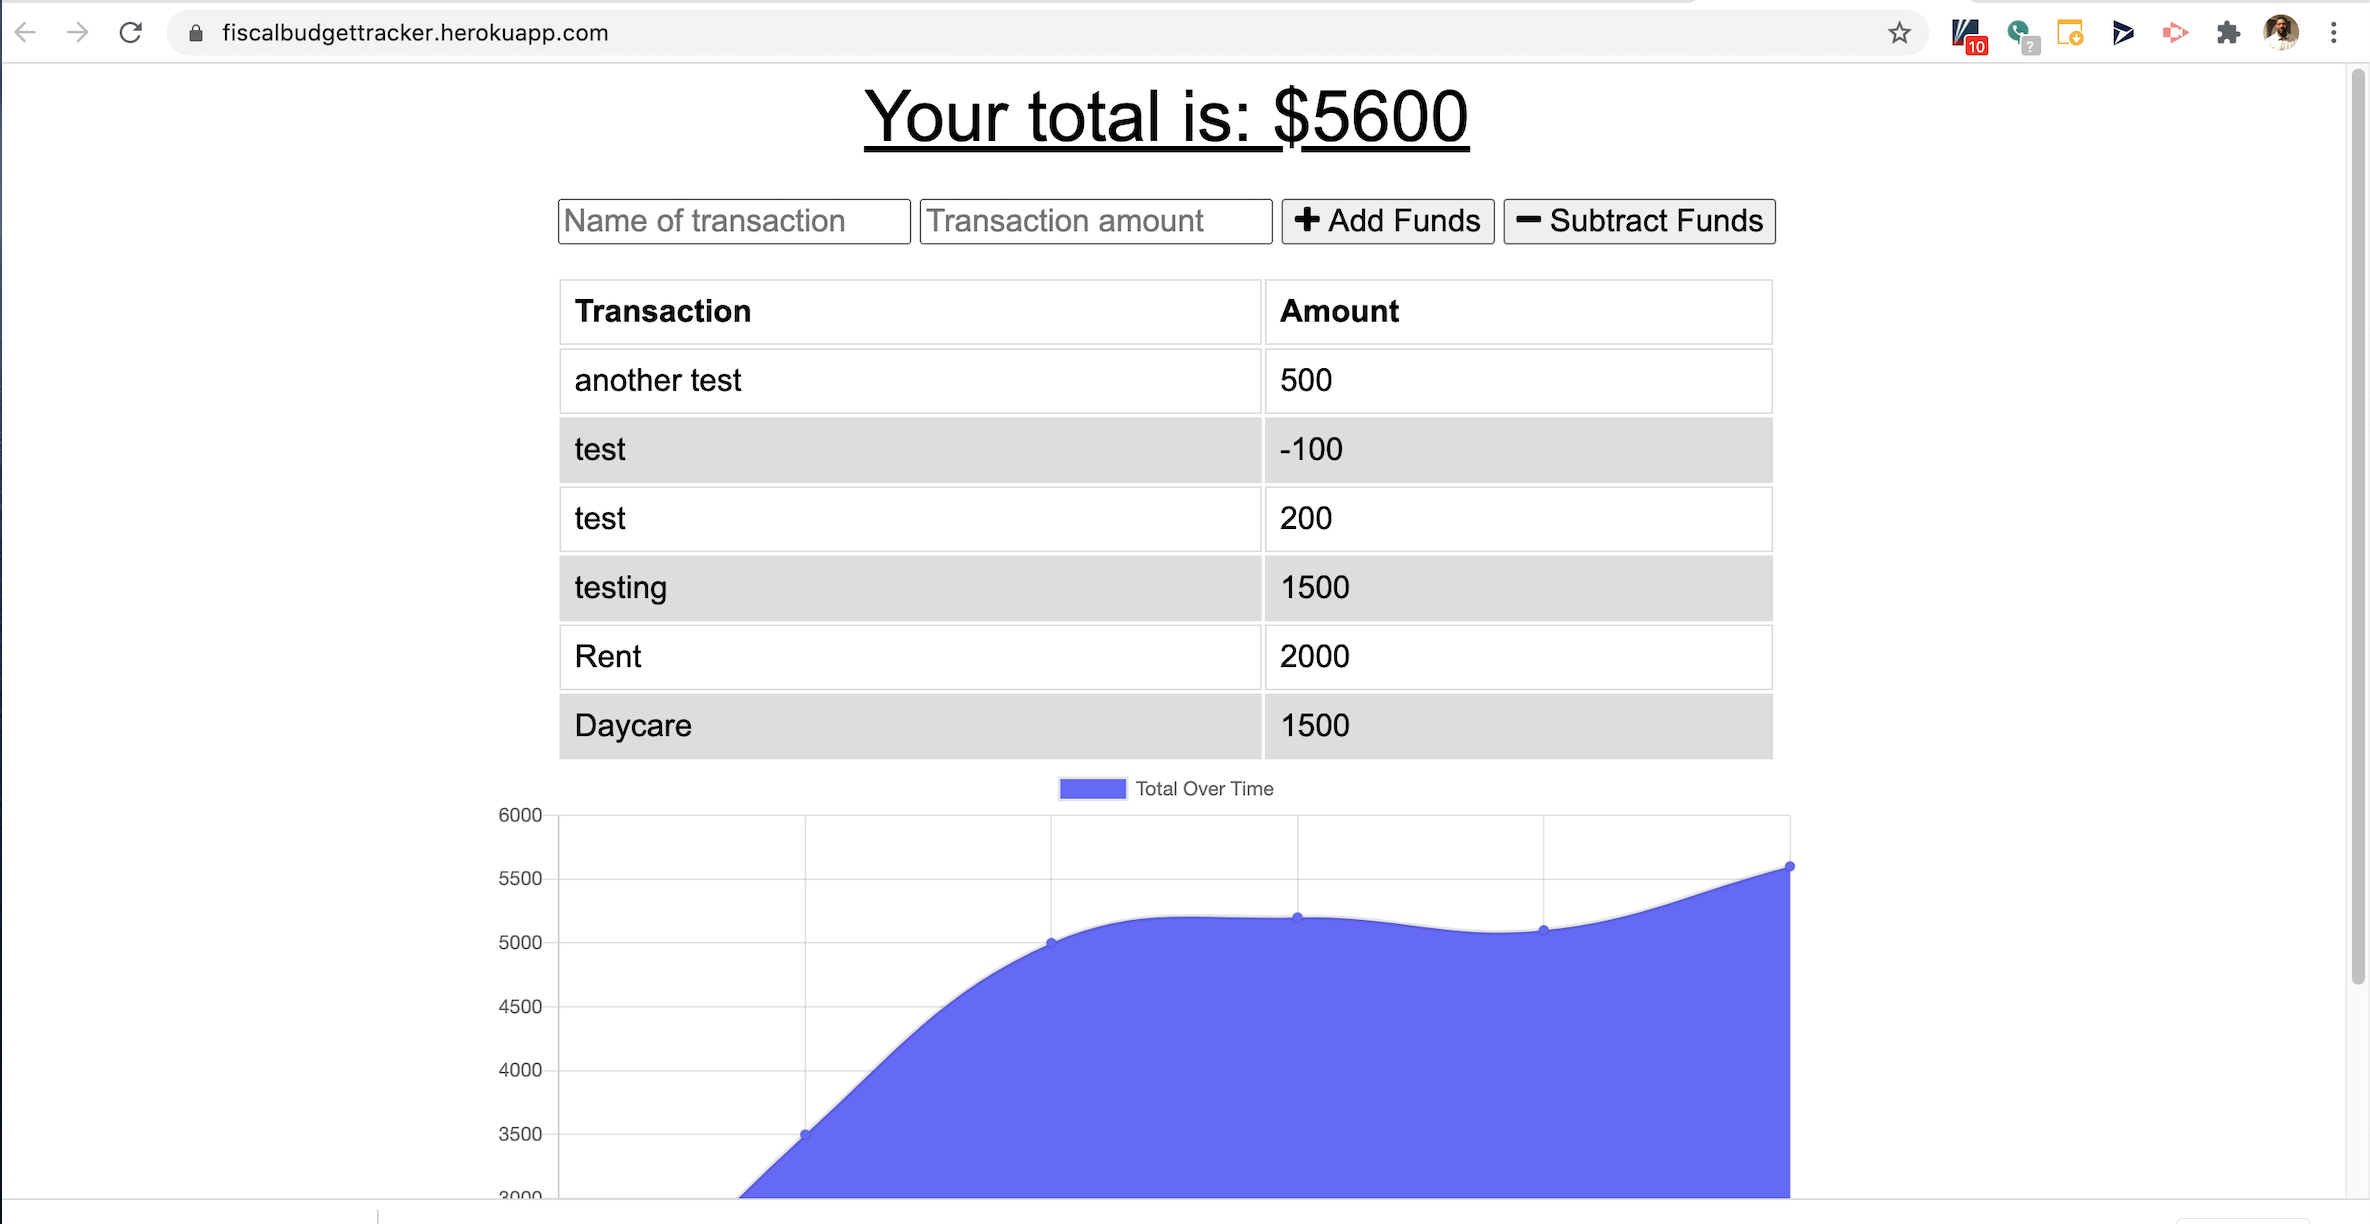 fiscalbudgettracker.herokuapp.com
10
?
Your total is: $5600
Name of transaction Transaction amount Add Funds Subtract Funds
Transaction Amount
another test 500
test -100
test 200
testing 1500
Rent 2000
Daycare 1500
Total Over Time
6000
5500
5000
4500
4000
3500
3000